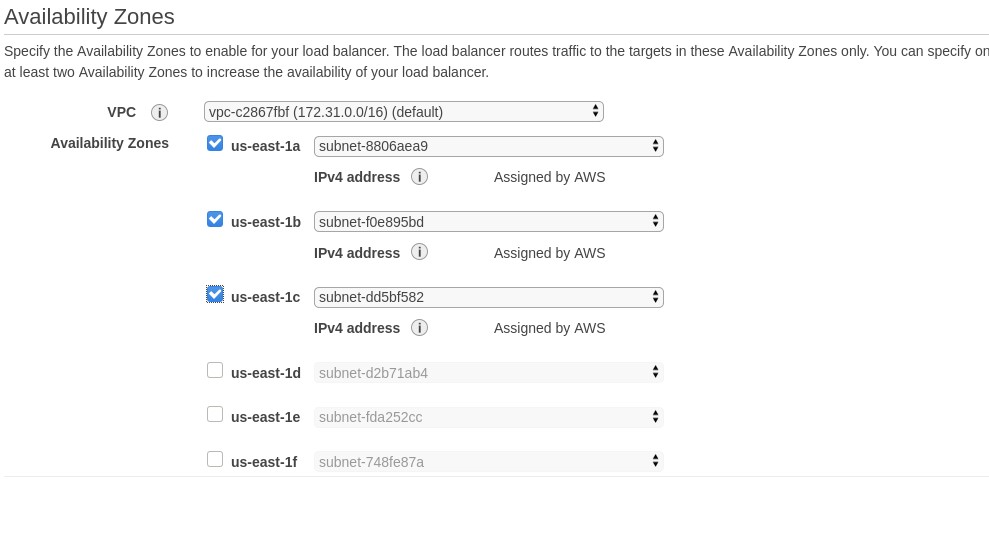 Availability Zones
Specify the Availability Zones to enable for your load balancer. The load balancer routes traffic to the targets in these Availability Zones only. You can specify on
at least two Availability Zones to increase the availability of your load balancer.
VPC i vpc-c2867fbf (172.31.0.0/16) (default)
Availability Zones us-east-1a subnet-8806aea9
IPv4 address i Assigned by AWS
us-east-1b subnet-f0e895bd
IPv4 address i Assigned by AWS
us-east-1c subnet-dd5bf582
IPv4 address i Assigned by AWS
us-east-1d subnet-d2b71ab4
us-east-1e subnet-fda252cc
us-east-1f subnet-748fe87a